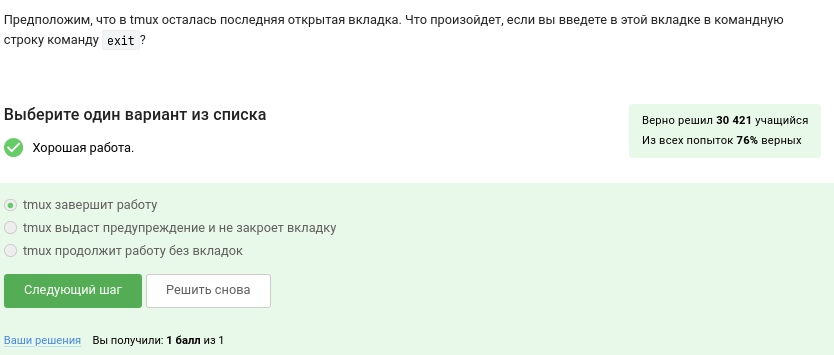 Предположим, что в tmux осталась последняя открытая вкладка. Что произойдет, если вы введете в этой вкладке в командную
строку команду exit ?
Выберите один вариант из списка
Хорошая работа.
Верно решил 30 421 учащийся
Из всех попыток 76% верных
tmux завершит работу
tmux выдаст предупреждение и не закроет вкладку
tmux продолжит работу без вкладок
Следующий шаг
Решить снова
Ваши решения Вы получили: 1 балл из 1